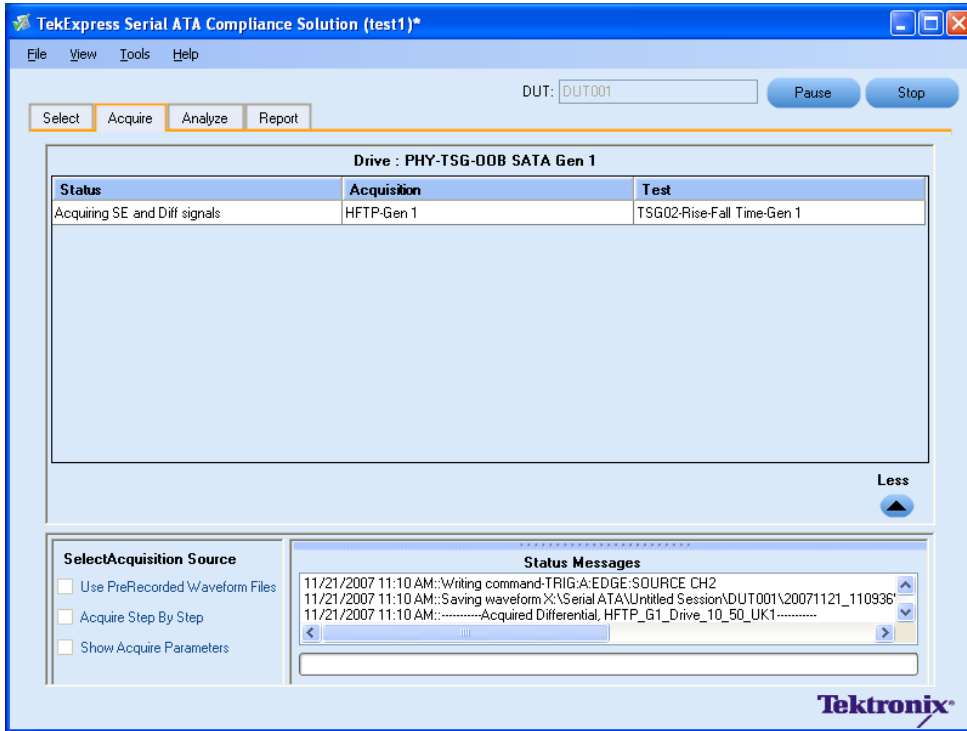 TekExpress Serial ATA Compliance Solution (test1)*
File View Tools Help
DUT: DUT001 Pause Stop
Select Acquire Analyze Report
Drive : PHY-TSG-OOB SATA Gen 1
Status Acquisition Test
Acquiring SE and Diff signals HFTP-Gen 1 TSG02-Rise-Fall Time-Gen 1
Less
SelectAcquisition Source
Use PreRecorded Waveform Files
Acquire Step By Step
Show Acquire Parameters
Status Messages
11/21/2007 11:10 AM::Writing command-TRIG:A:EDGE:SOURCE CH2
11/21/2007 11:10 AM::Saving waveform X:\Serial ATA\Untitled Session\DUT001\20071121_110936\
11/21/2007 11:10 AM::----------Acquired Differential, HFTP_G1_Drive_10_50_UK1----------
Tektronix®